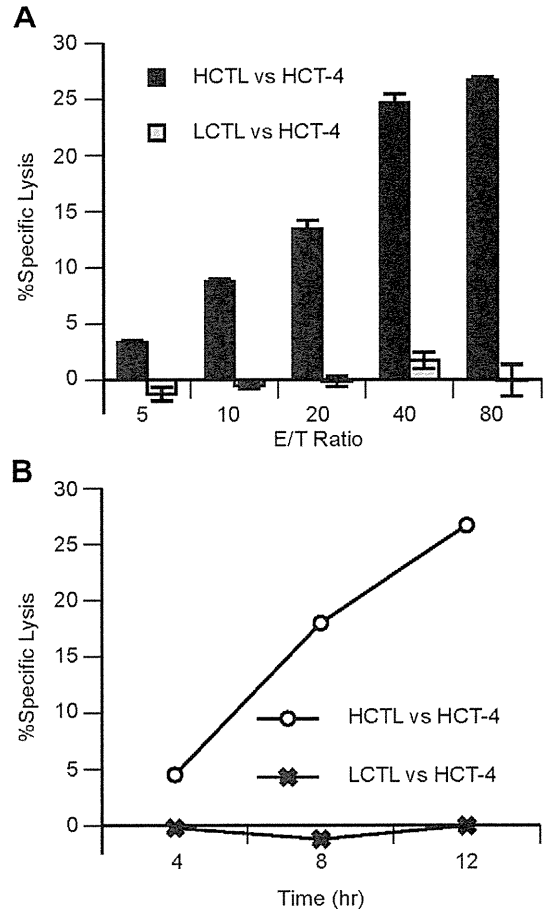 A
30
25
20
15
10
5
0
%Specific Lysis
HCTL vs HCT-4
LCTL vs HCT-4
5 10 20 40 80
E/T Ratio
B
30
25
20
15
10
5
0
%Specific Lysis
HCTL vs HCT-4
LCTL vs HCT-4
4 8 12
Time (hr)